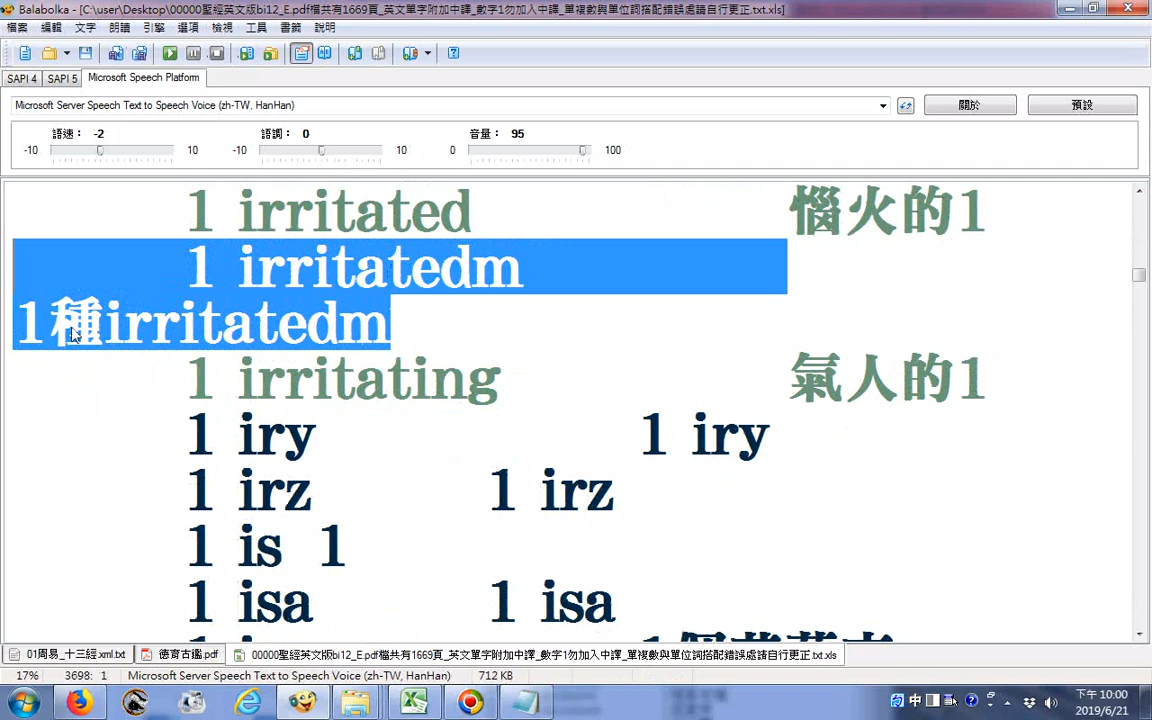 Balabolka - [C:\user\Desktop\00000聖經英文版bi12_E.pdf檔共有1669頁_英文單字附加中譯_數字1勿加入中譯_單複數與單位詞搭配錯誤處請自行更正.txt.xls]
檔案 編輯 文字 朗讀 引擎 選項 檢視 工具 書籤 說明
SAPI 4 SAPI 5 Microsoft Speech Platform
Microsoft Server Speech Text to Speech Voice (zh-TW, HanHan) 關於 預設
語速： -2 語調： 0 音量： 95
-10 10 -10 10 0 100
1 irritated 惱火的1
1 irritatedm
1種irritatedm
1 irritating 氣人的1
1 iry 1 iry
1 irz 1 irz
1 is 1
1 isa 1 isa
01周易_十三經.xml.txt 德育古鑑.pdf 00000聖經英文版bi12_E.pdf檔共有1669頁_英文單字附加中譯_數字1勿加入中譯_單複數與單位詞搭配錯誤處請自行更正.txt.xls
17% 3698: 1 Microsoft Server Speech Text to Speech Voice (zh-TW, HanHan) 712 KB
中 下午 10:00
2019/6/21